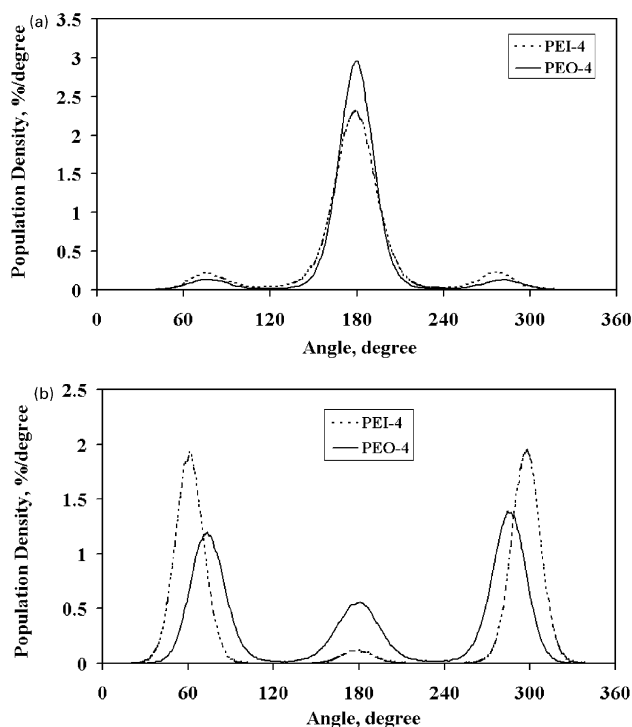 (a)
Population Density, %/degree
3.5
3
2.5
2
1.5
1
0.5
0
PEI-4
PEO-4
0 60 120 180 240 300 360
Angle, degree
(b)
Population Density, %/degree
2.5
2
1.5
1
0.5
0
PEI-4
PEO-4
0 60 120 180 240 300 360
Angle, degree